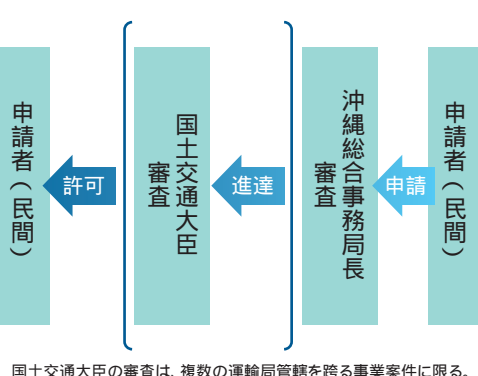 申請者（民間）
申請
沖縄総合事務局長
審査
進達
国土交通大臣
審査
許可
申請者（民間）
国土交通大臣の審査は、複数の運輸局管轄を跨る事業案件に限る。